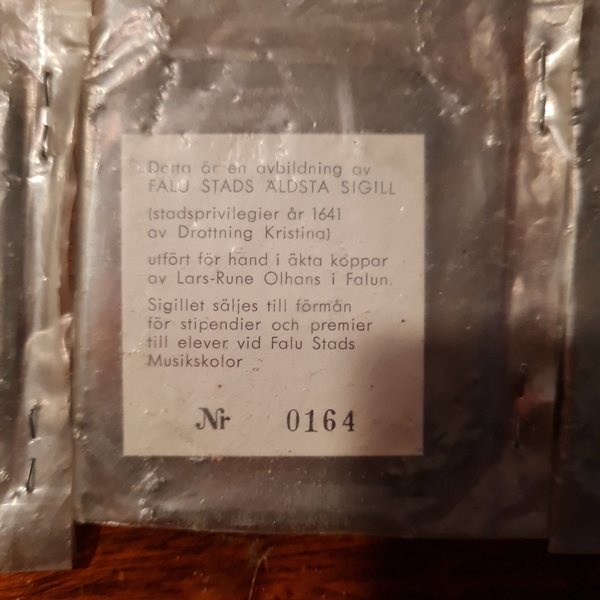 Detta är en avbildning av
FALU STADS ÄLDSTA SIGILL
(stadsprivilegier år 1641
av Drottning Kristina)
utfört för hand i äkta koppar
av Lars-Rune Olhans i Falun.
Sigillet säljes till förmån
för stipendier och premier
till elever vid Falu Stads
Musikskolor
Nr 0164